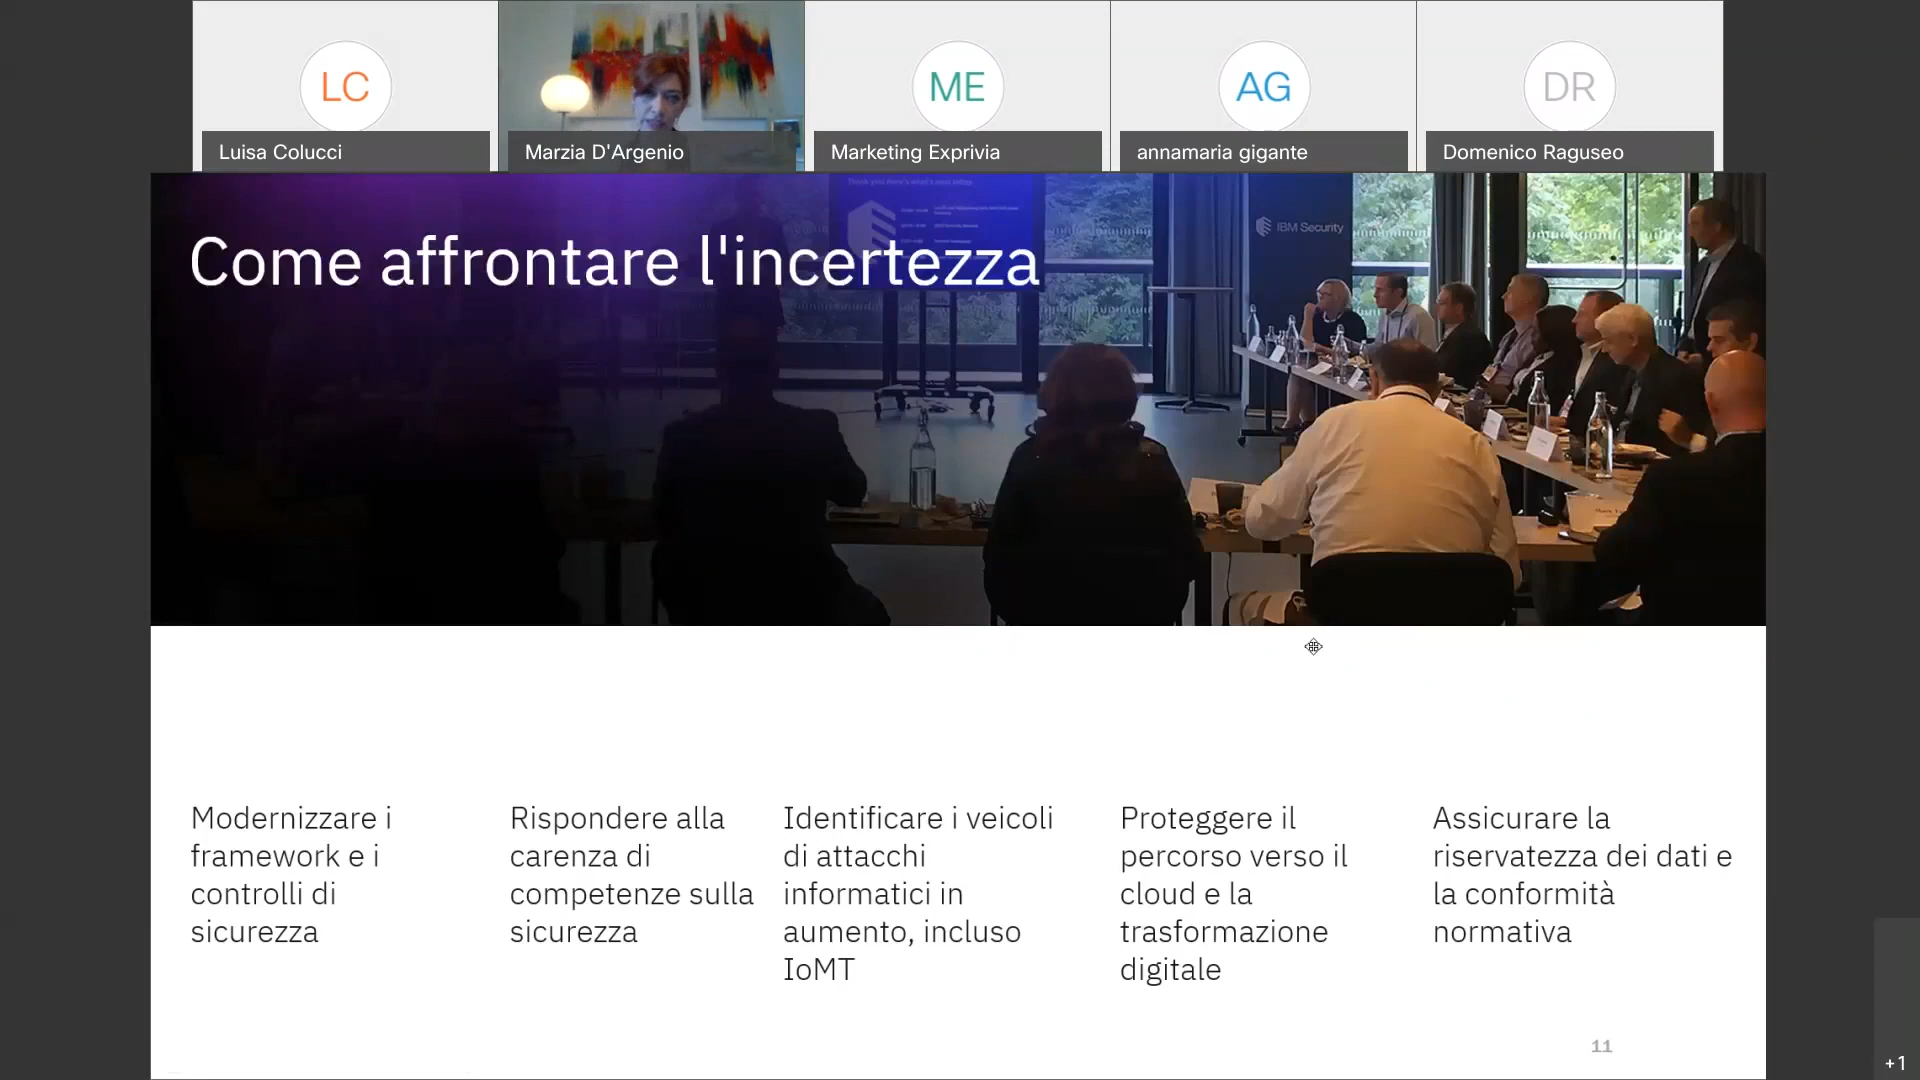 LC
ME
AG
DR
Luisa Colucci
Marzia D'Argenio
Marketing Exprivia
annamaria gigante
Domenico Raguseo
IBM Security
Come affrontare l'incertezza
Modernizzare i
framework e i
controlli di
sicurezza
Rispondere alla
carenza di
competenze sulla
sicurezza
Identificare i veicoli
di attacchi
informatici in
aumento, incluso
IoMT
Proteggere il
percorso verso il
cloud e la
trasformazione
digitale
Assicurare la
riservatezza dei dati e
la conformità
normativa
11
+1